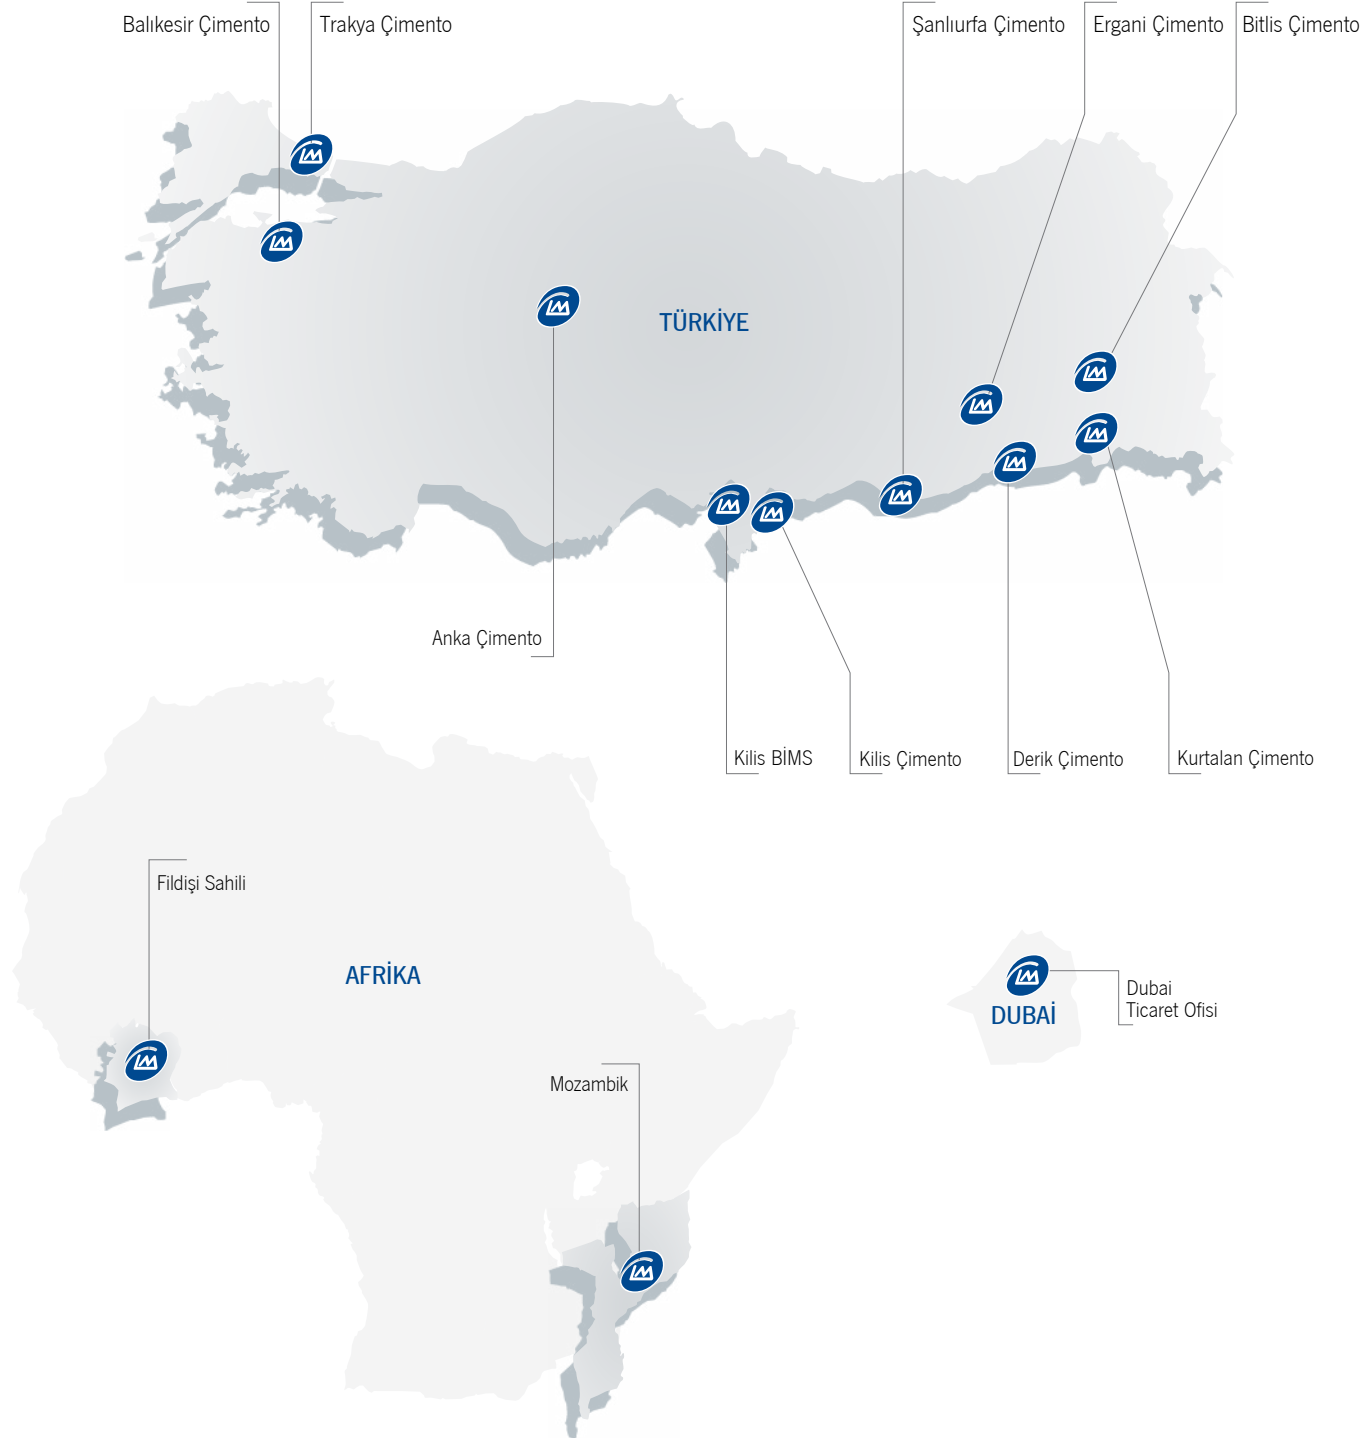 Balıkesir Çimento
Trakya Çimento
Şanlıurfa Çimento
Ergani Çimento
Bitlis Çimento
TÜRKİYE
Anka Çimento
Kilis BİMS
Kilis Çimento
Derik Çimento
Kurtalan Çimento
Fildişi Sahili
AFRİKA
Dubai
Ticaret Ofisi
DUBAİ
Mozambik